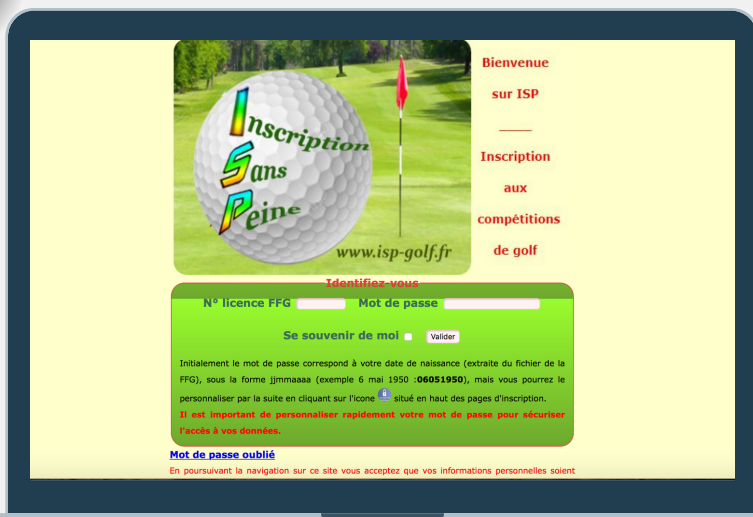 Inscription
Sans
Peine
www.isp-golf.fr
Bienvenue
sur ISP
Inscription
aux
compétitions
de golf
Identifiez-vous
N° licence FFG Mot de passe
Se souvenir de moi Valider
Initialement le mot de passe correspond à votre date de naissance (extraite du fichier de la
FFG), sous la forme jjmmaaaa (exemple 6 mai 1950 :06051950), mais vous pourrez le
personnaliser par la suite en cliquant sur l'icone situé en haut des pages d'inscription.
Il est important de personnaliser rapidement votre mot de passe pour sécuriser
l'accès à vos données.
Mot de passe oublié
En poursuivant la navigation sur ce site vous acceptez que vos informations personnelles soient